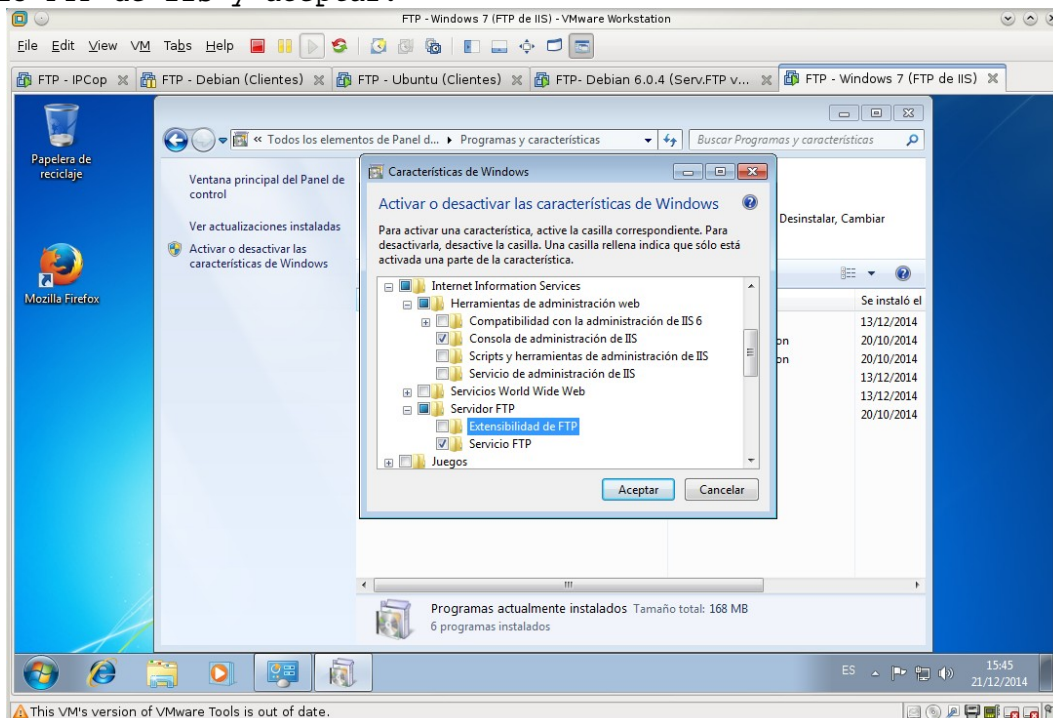 FTP - Windows 7 (FTP de IIS) - VMware Workstation
File Edit View VM Tabs Help
FTP - IPCop
FTP - Debian (Clientes)
FTP - Ubuntu (Clientes)
FTP- Debian 6.0.4 (Serv.FTP v...
FTP - Windows 7 (FTP de IIS)
Papelera de
reciclaje
Mozilla Firefox
« Todos los elementos de Panel d... Programas y características
Buscar Programas y características
Ventana principal del Panel de
control
Ver actualizaciones instaladas
Activar o desactivar las
características de Windows
Desinstalar, Cambiar
Se instaló el
13/12/2014
on 20/10/2014
on 20/10/2014
13/12/2014
13/12/2014
20/10/2014
Características de Windows
Activar o desactivar las características de Windows
Para activar una característica, active la casilla correspondiente. Para
desactivarla, desactive la casilla. Una casilla rellena indica que sólo está
activada una parte de la característica.
Internet Information Services
Herramientas de administración web
Compatibilidad con la administración de IIS 6
Consola de administración de IIS
Scripts y herramientas de administración de IIS
Servicio de administración de IIS
Servicios World Wide Web
Servidor FTP
Extensibilidad de FTP
Servicio FTP
Juegos
Aceptar Cancelar
Programas actualmente instalados Tamaño total: 168 MB
6 programas instalados
ES
15:45
21/12/2014
This VM's version of VMware Tools is out of date.